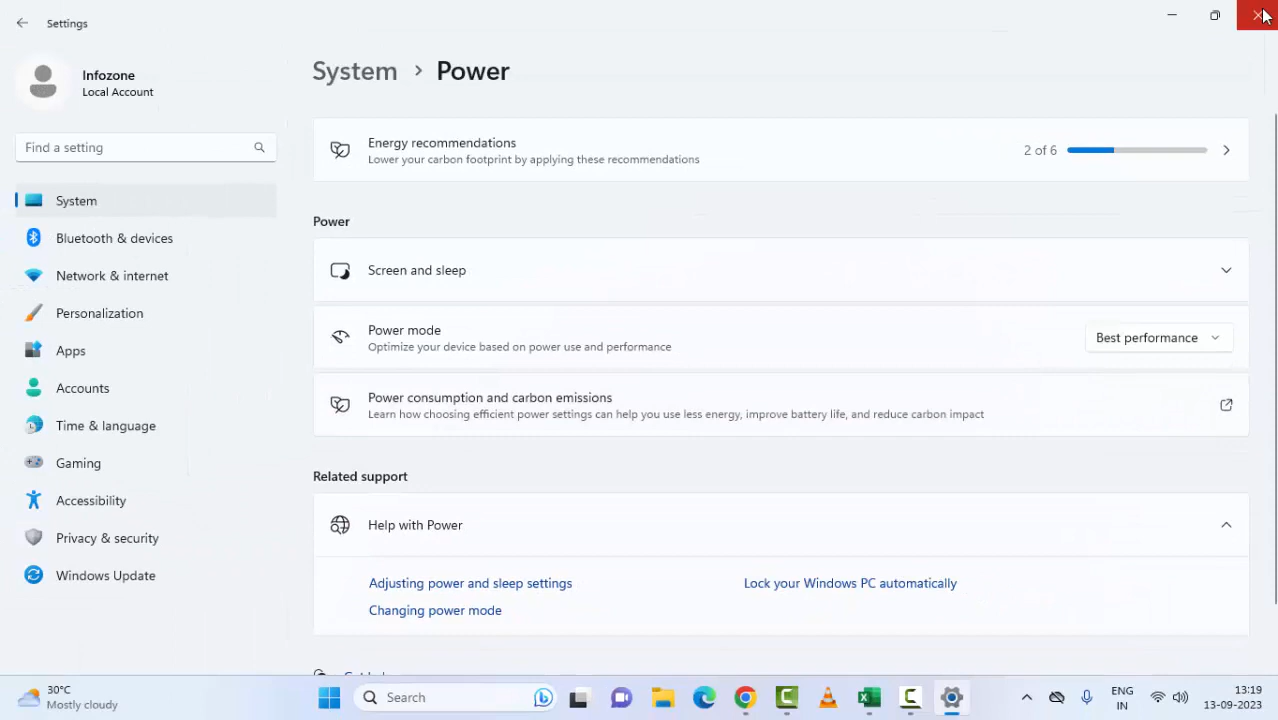 Settings
Infozone
Local Account
Find a setting
System
Bluetooth & devices
Network & internet
Personalization
Apps
Accounts
Time & language
Gaming
Accessibility
Privacy & security
Windows Update
System > Power
Energy recommendations
Lower your carbon footprint by applying these recommendations
2 of 6
Power
Screen and sleep
Power mode
Optimize your device based on power use and performance
Best performance
Power consumption and carbon emissions
Learn how choosing efficient power settings can help you use less energy, improve battery life, and reduce carbon impact
Related support
Help with Power
Adjusting power and sleep settings
Lock your Windows PC automatically
Changing power mode
30°C
Mostly cloudy
Search
ENG
IN
13:19
13-09-2023